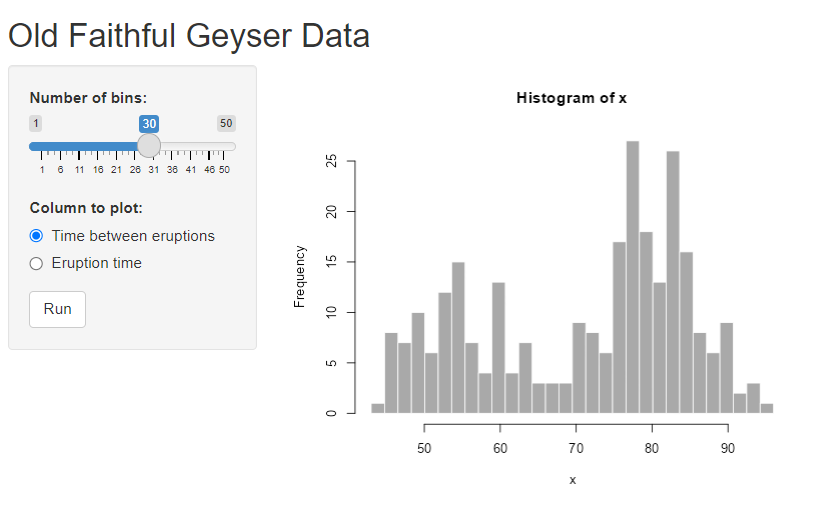 Old Faithful Geyser Data
Number of bins:
1 30 50
1 6 11 16 21 26 31 36 41 46 50
Column to plot:
Time between eruptions
Eruption time
Run
Histogram of x
Frequency
25
20
15
10
5
0
50 60 70 80 90
x